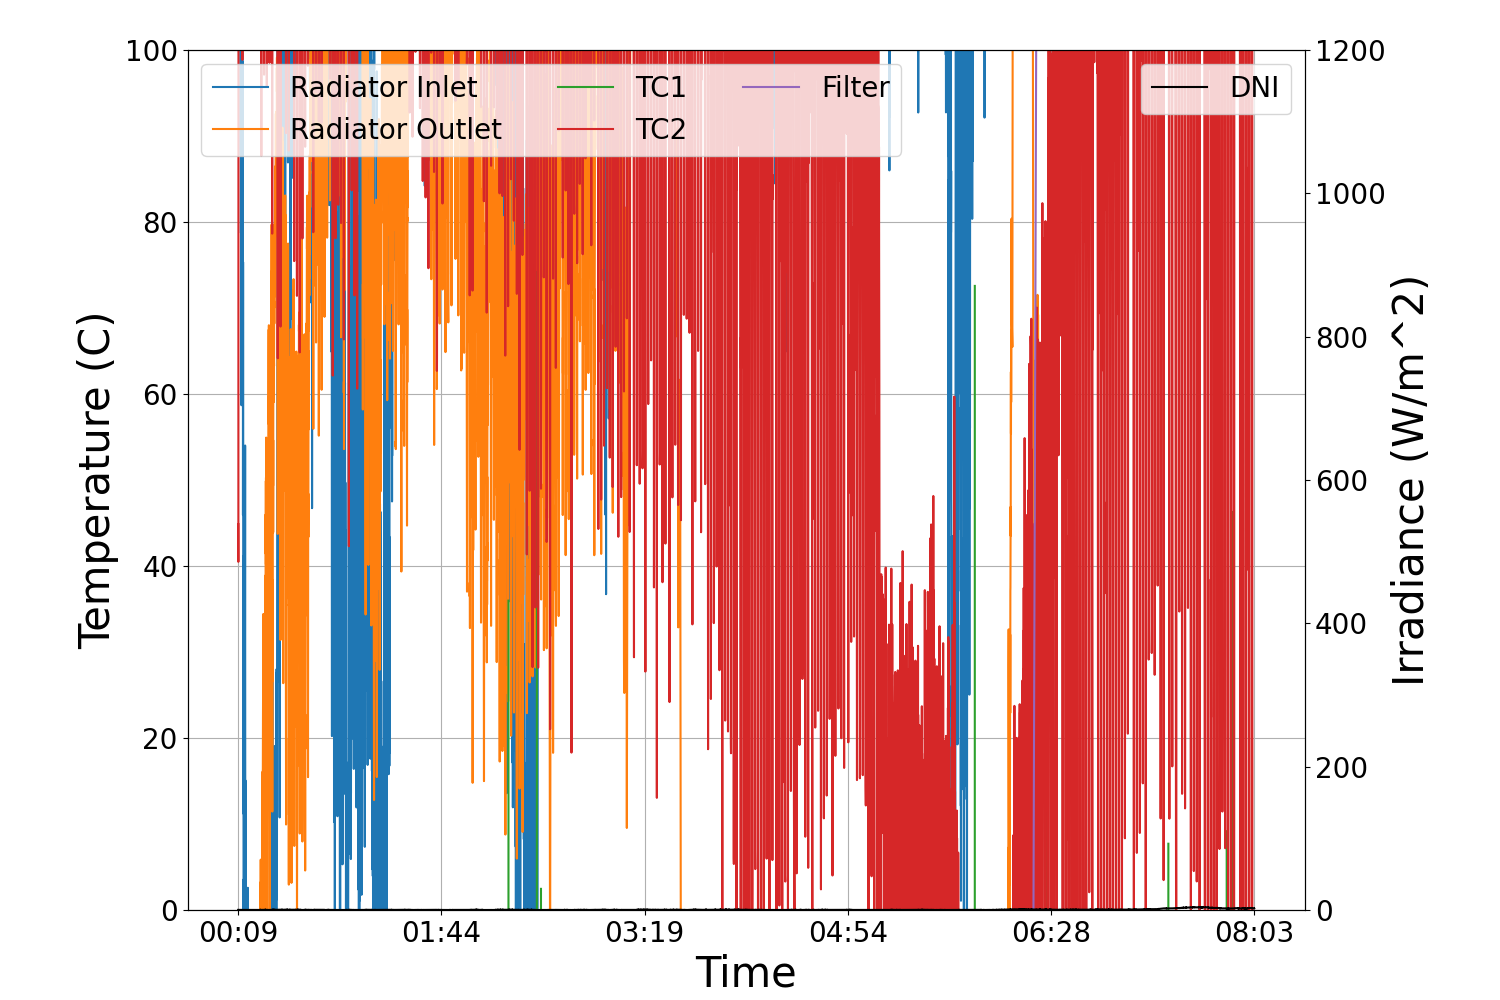 100
80
60
40
20
0
Temperature (C)
Radiator Inlet
Radiator Outlet
TC1
TC2
Filter
DNI
1200
1000
800
600
400
200
0
Irradiance (W/m^2)
00:09
01:44
03:19
04:54
06:28
08:03
Time